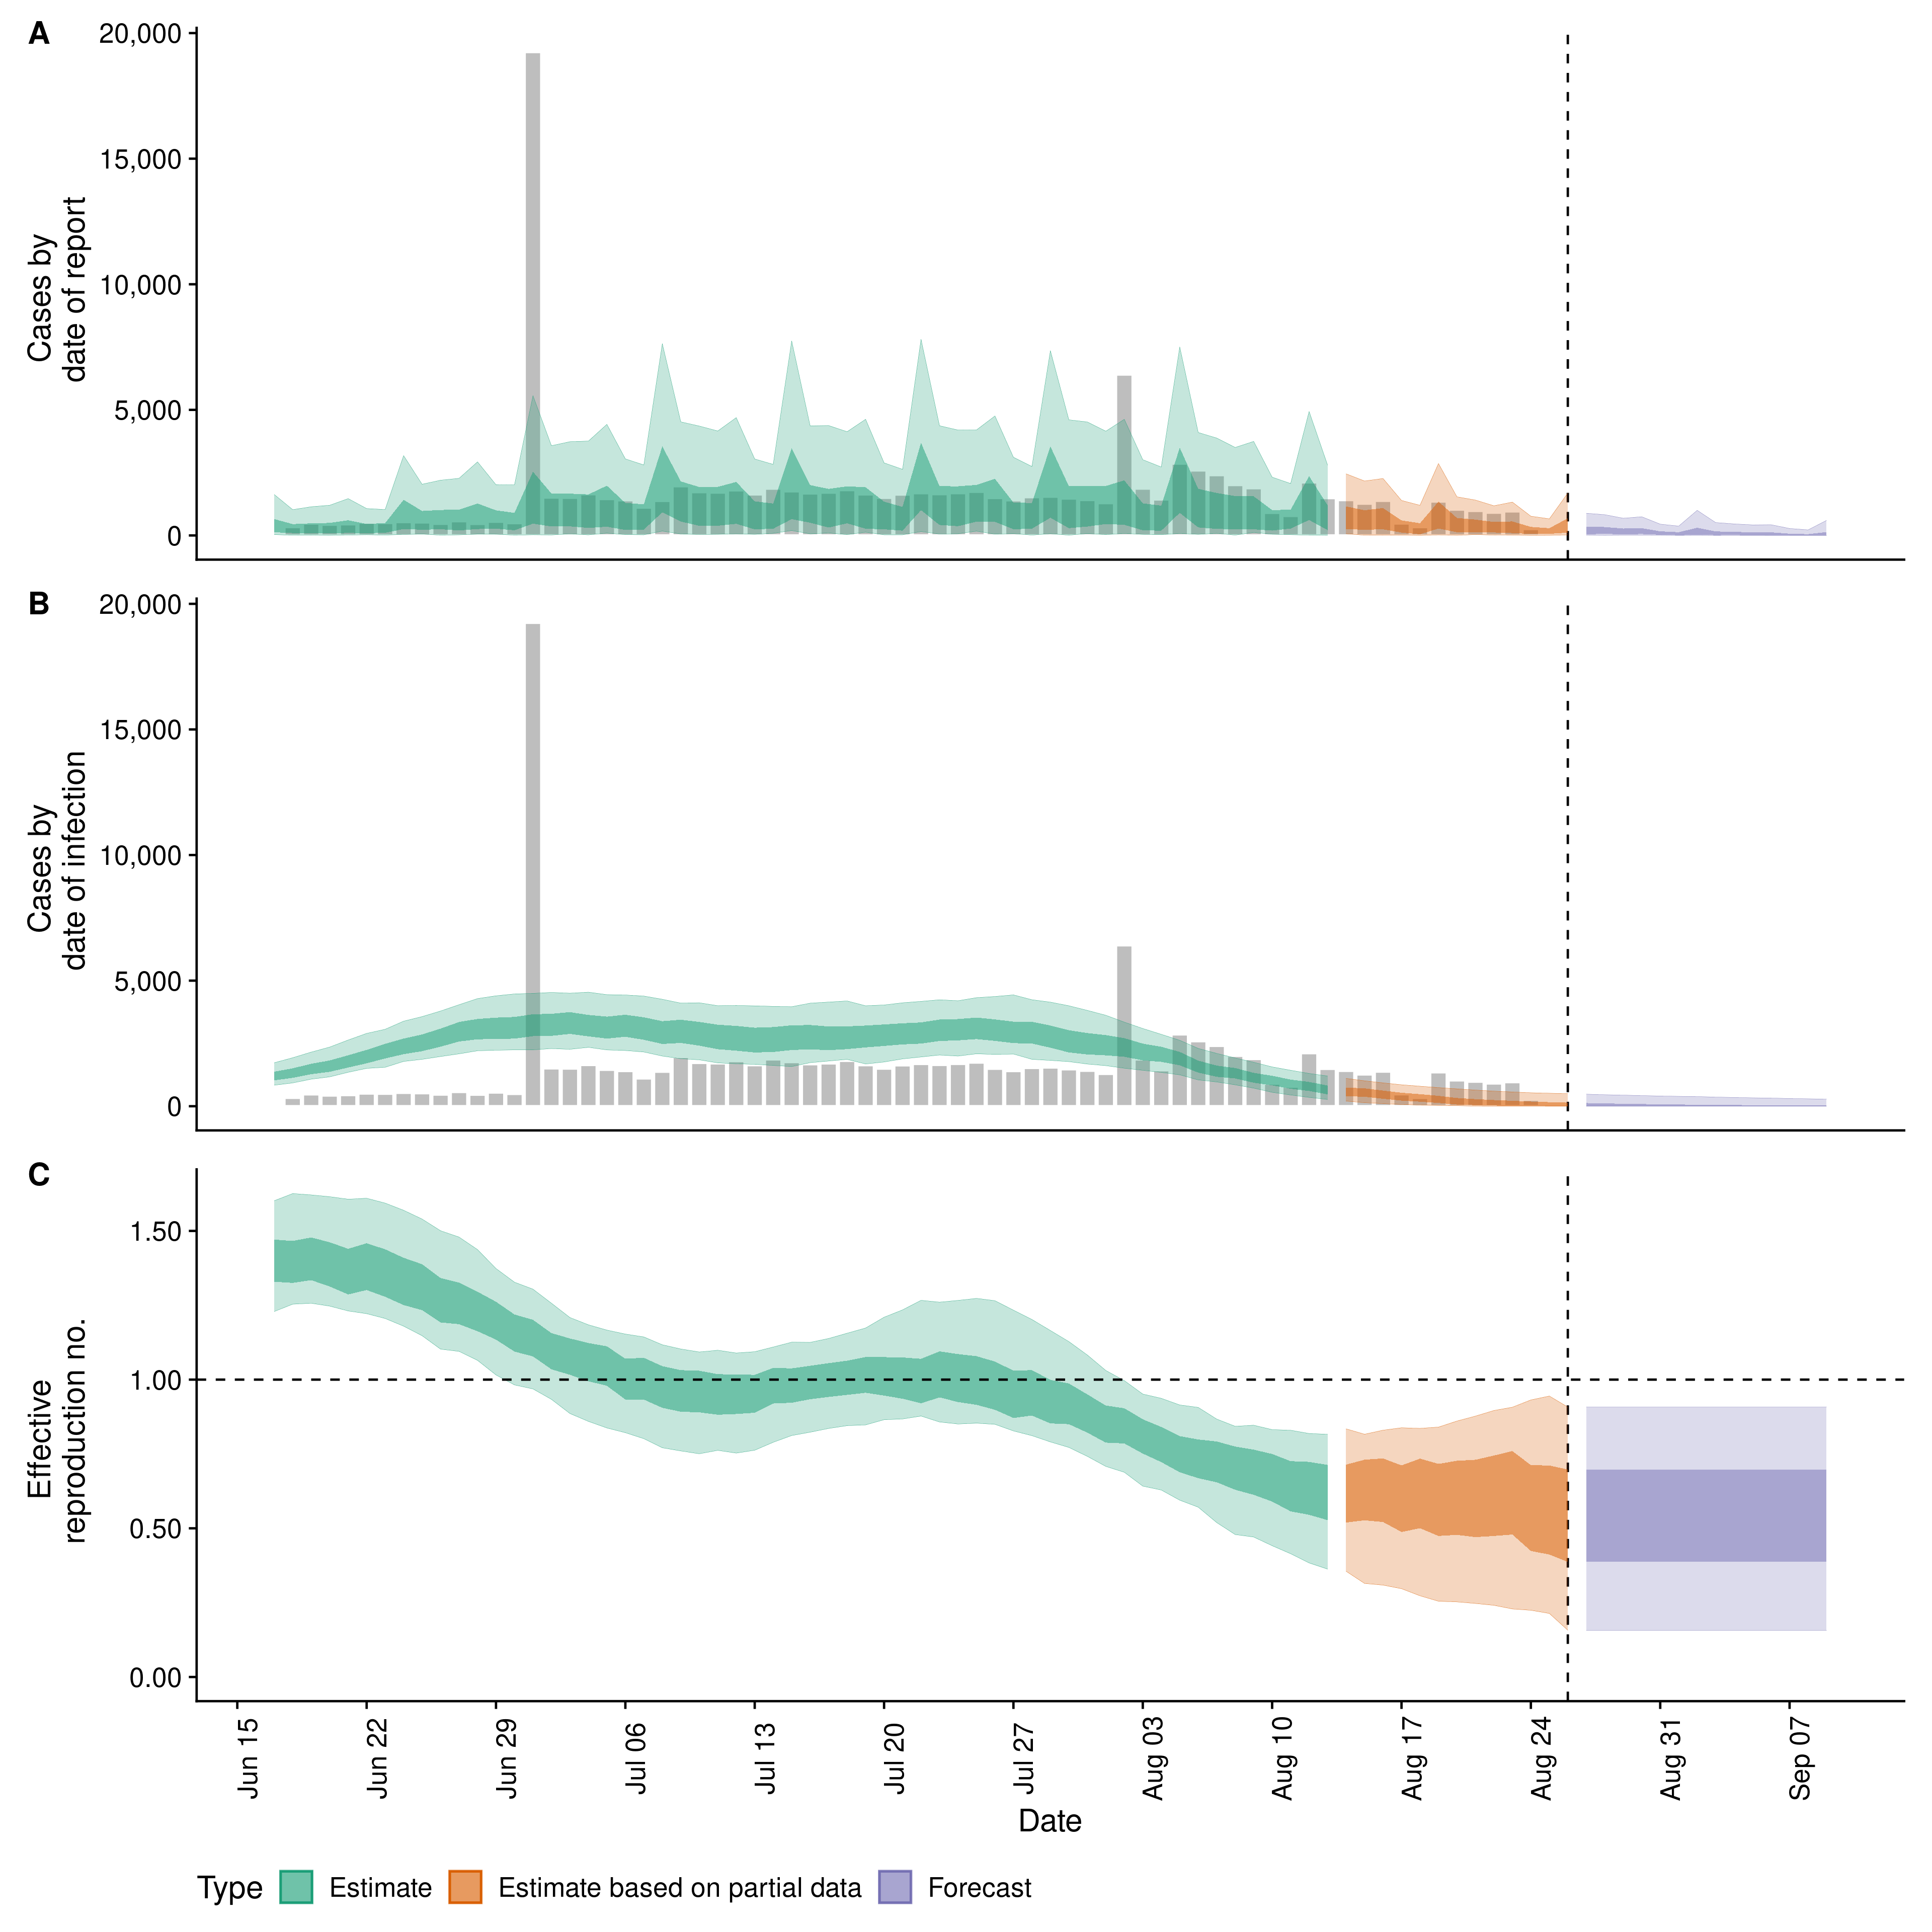 A
20,000
15,000
10,000
5,000
0
Cases by
date of report
B
20,000
15,000
10,000
5,000
0
Cases by
date of infection
C
1.50
1.00
0.50
0.00
Effective
reproduction no.
Jun 15
Jun 22
Jun 29
Jul 06
Jul 13
Jul 20
Jul 27
Aug 03
Aug 10
Aug 17
Aug 24
Aug 31
Sep 07
Date
Type Estimate Estimate based on partial data Forecast